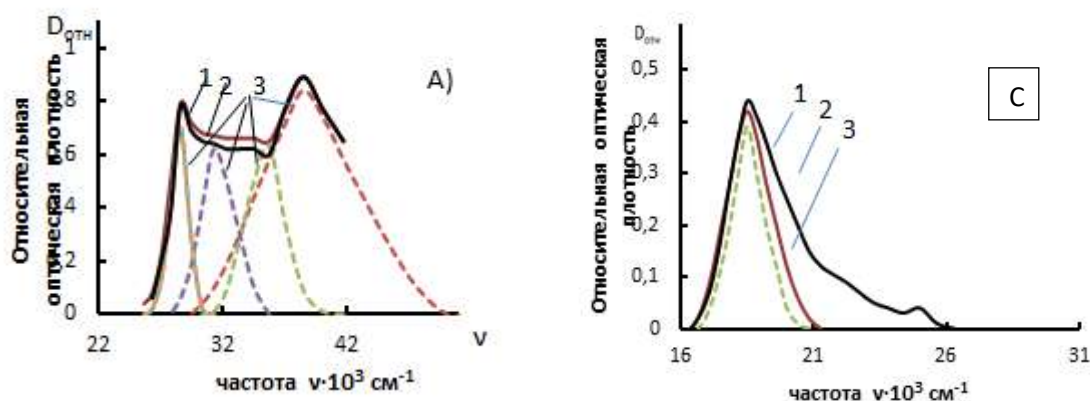 Dотн
1
,8
,6
,4
,2
0
Относительная
оптическая плотность
1 2 3
А)
22 32 42 ν
частота ν·10³ см⁻¹
Dотн
0,5
0,4
0,3
0,2
0,1
0
Относительная оптическая
плотность
1 2
3
С
16 21 26 31
частота ν·10³ см⁻¹